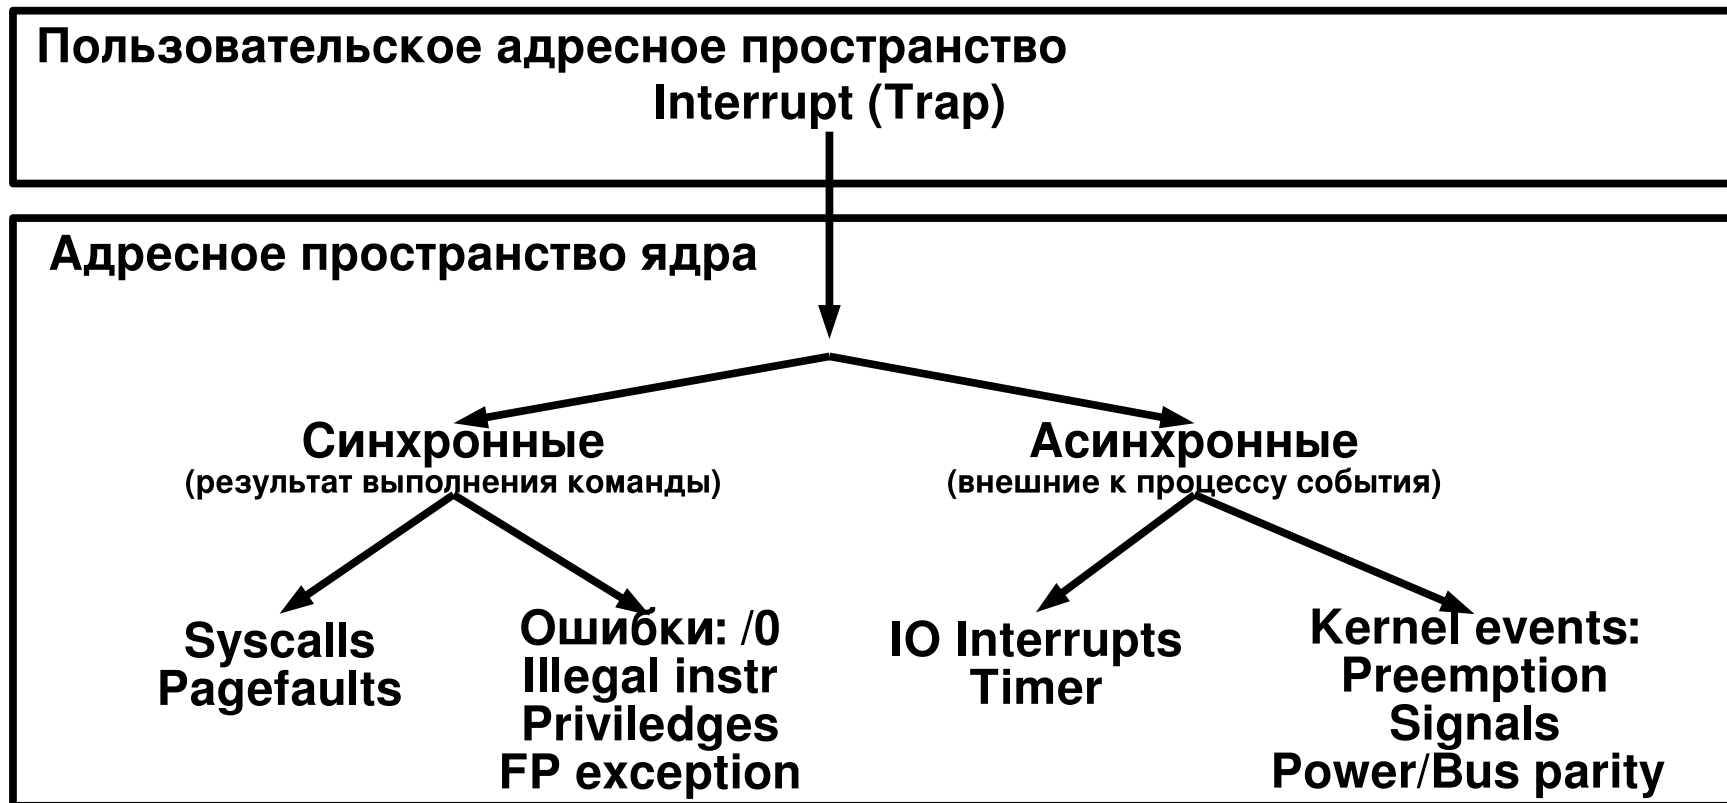 Пользовательское адресное пространство
Interrupt (Trap)
Адресное пространство ядра
Синхронные
(результат выполнения команды)
Асинхронные
(внешние к процессу события)
Syscalls
Pagefaults
Ошибки: /0
Illegal instr
Priviledges
FP exception
IO Interrupts
Timer
Kernel events:
Preemption
Signals
Power/Bus parity